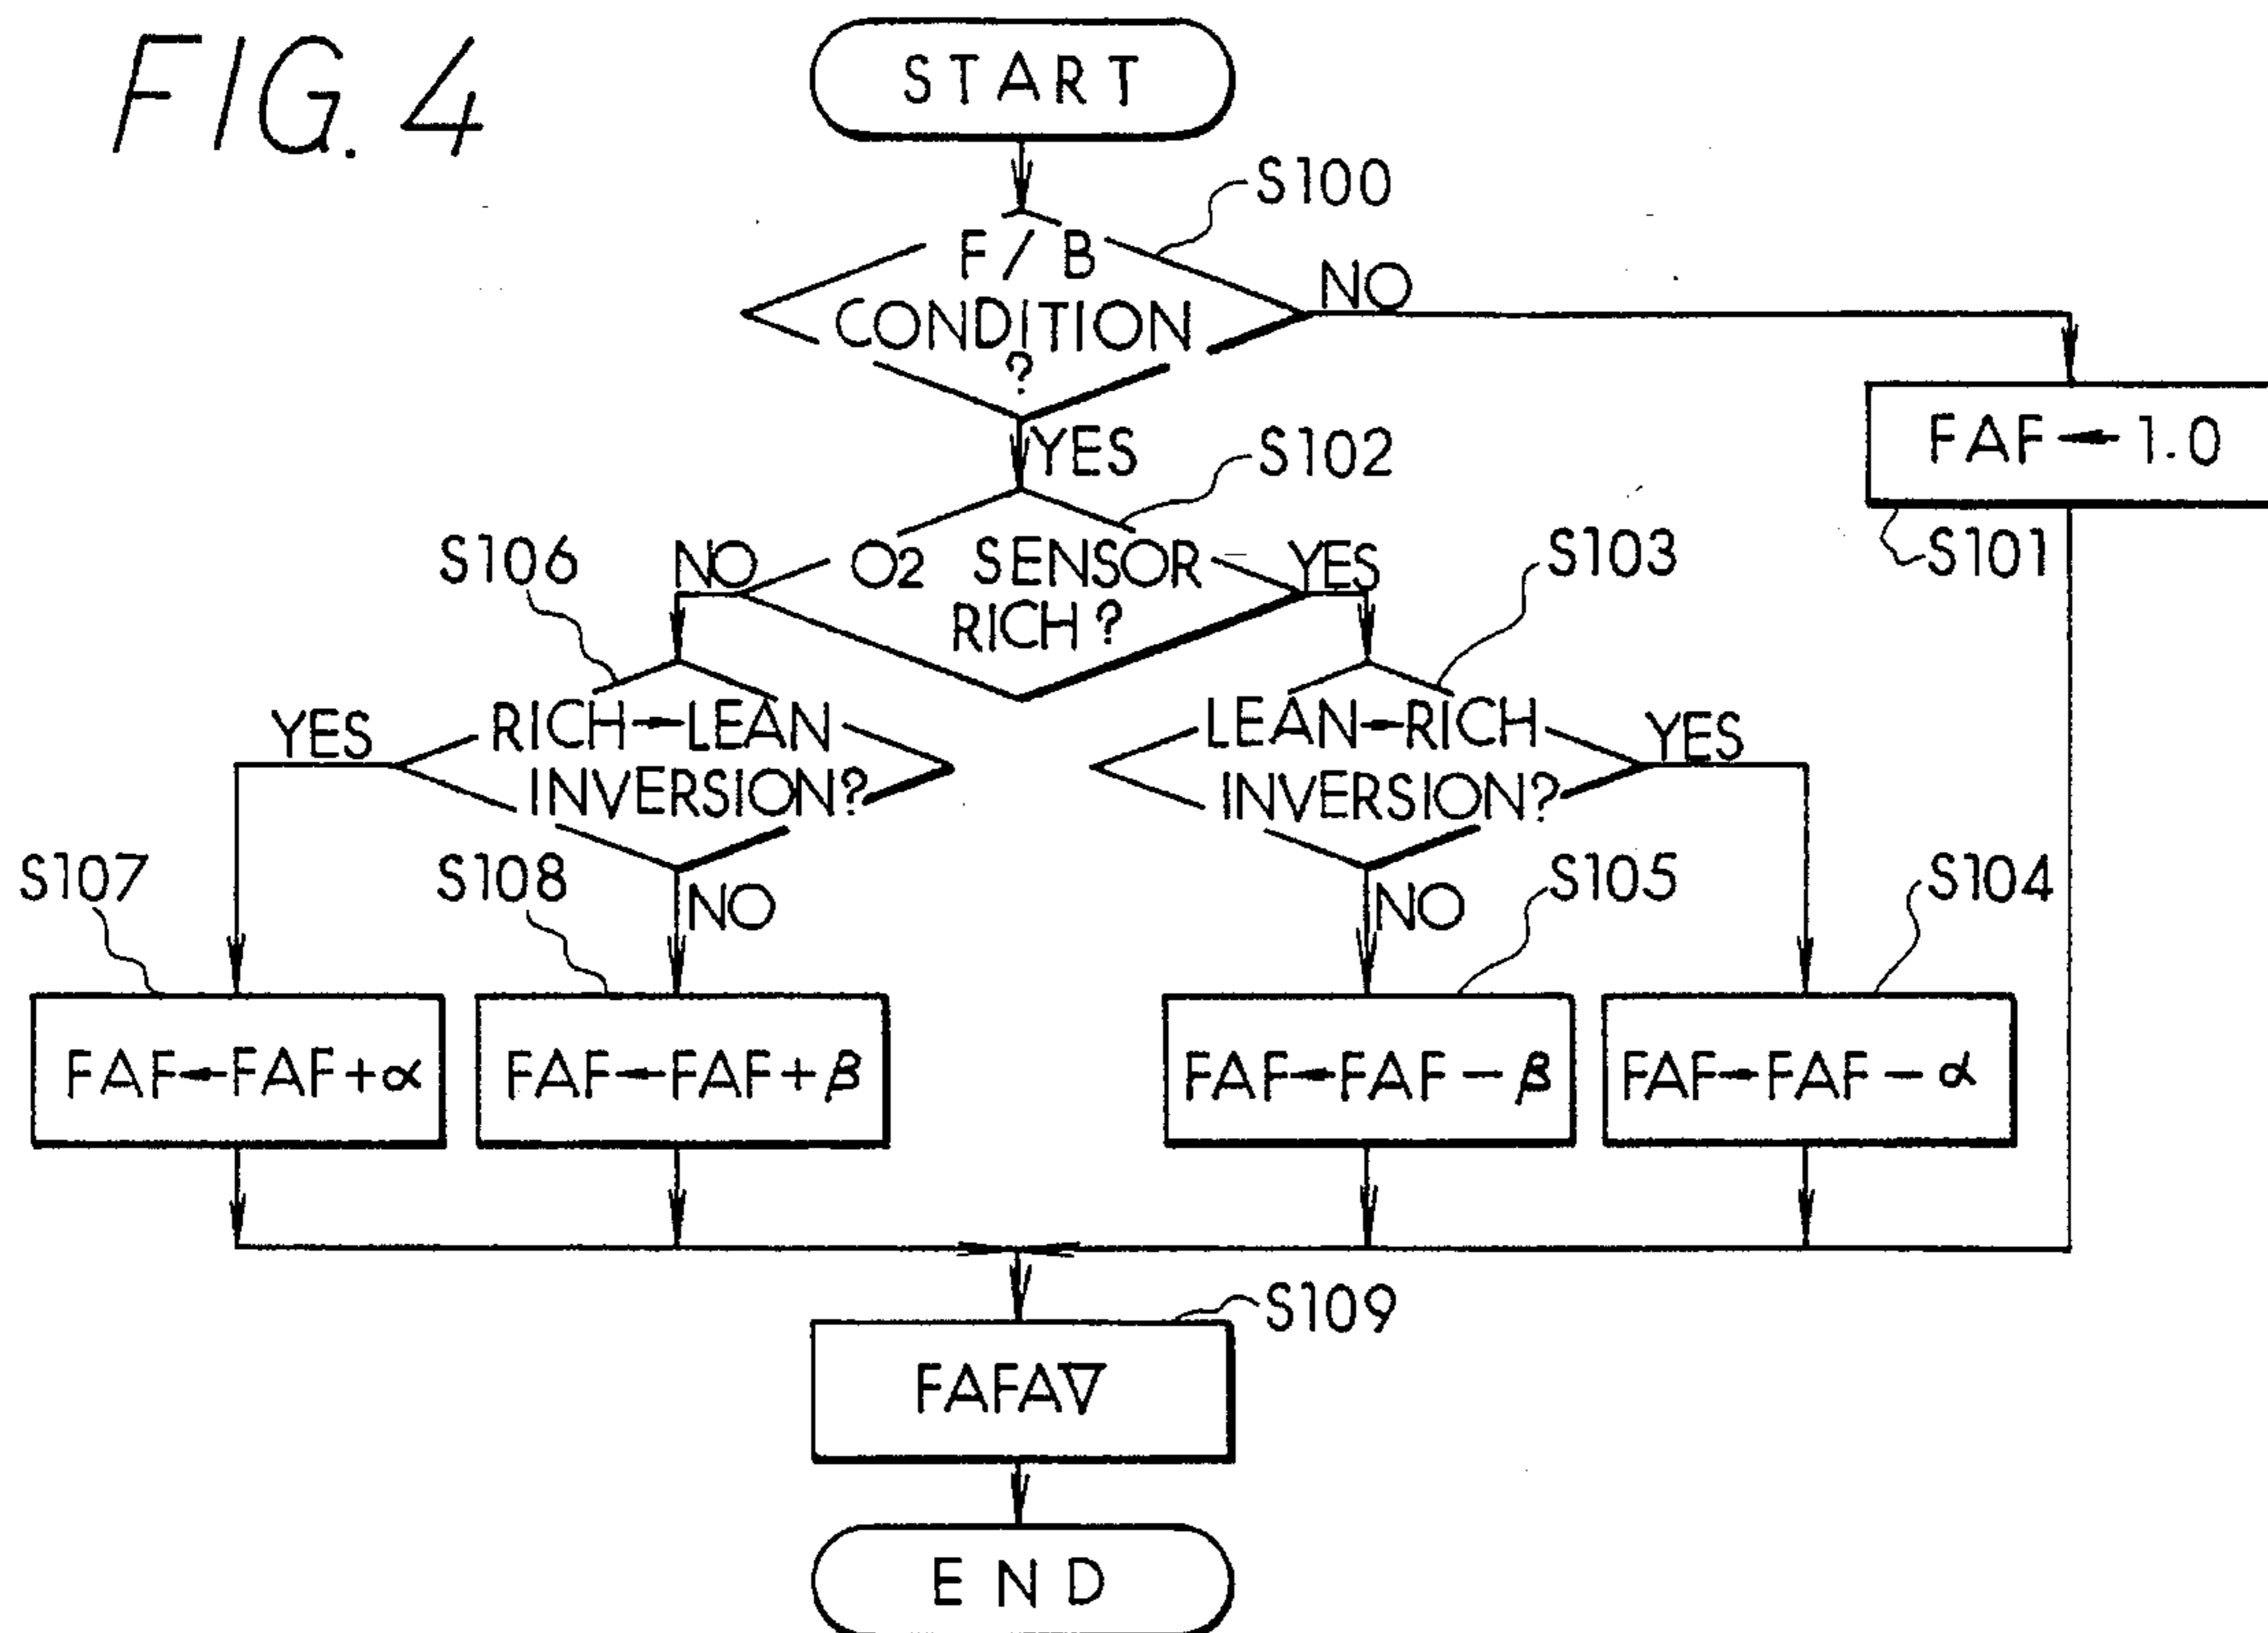 FIG. 4
START
S100
F / B
CONDITION
?
NO
YES
FAF ← 1.0
S101
S102
O2 SENSOR
RICH ?
NO
YES
S106
S103
RICH→LEAN
INVERSION?
YES
NO
LEAN→RICH
INVERSION?
YES
NO
S107
S108
S105
S104
FAF←FAF+α
FAF←FAF+β
FAF←FAF−β
FAF←FAF−α
S109
FAFAV
END